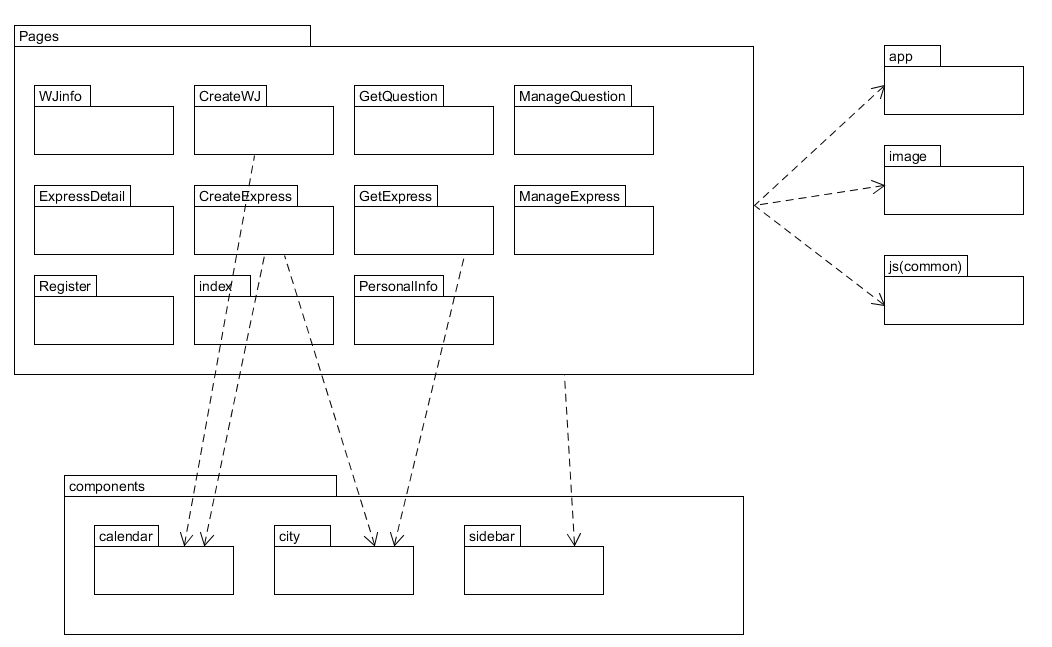 Pages
app
WJinfo
CreateWJ
GetQuestion
ManageQuestion
image
ExpressDetail
CreateExpress
GetExpress
ManageExpress
js(common)
Register
index
PersonalInfo
components
calendar
city
sidebar